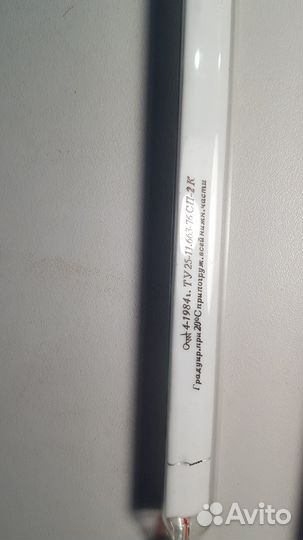 4-1984 г. ТУ 25-11.663-76 СП-2 К
Градуир. при 20°С при погруж. всей нижн. части
Avito